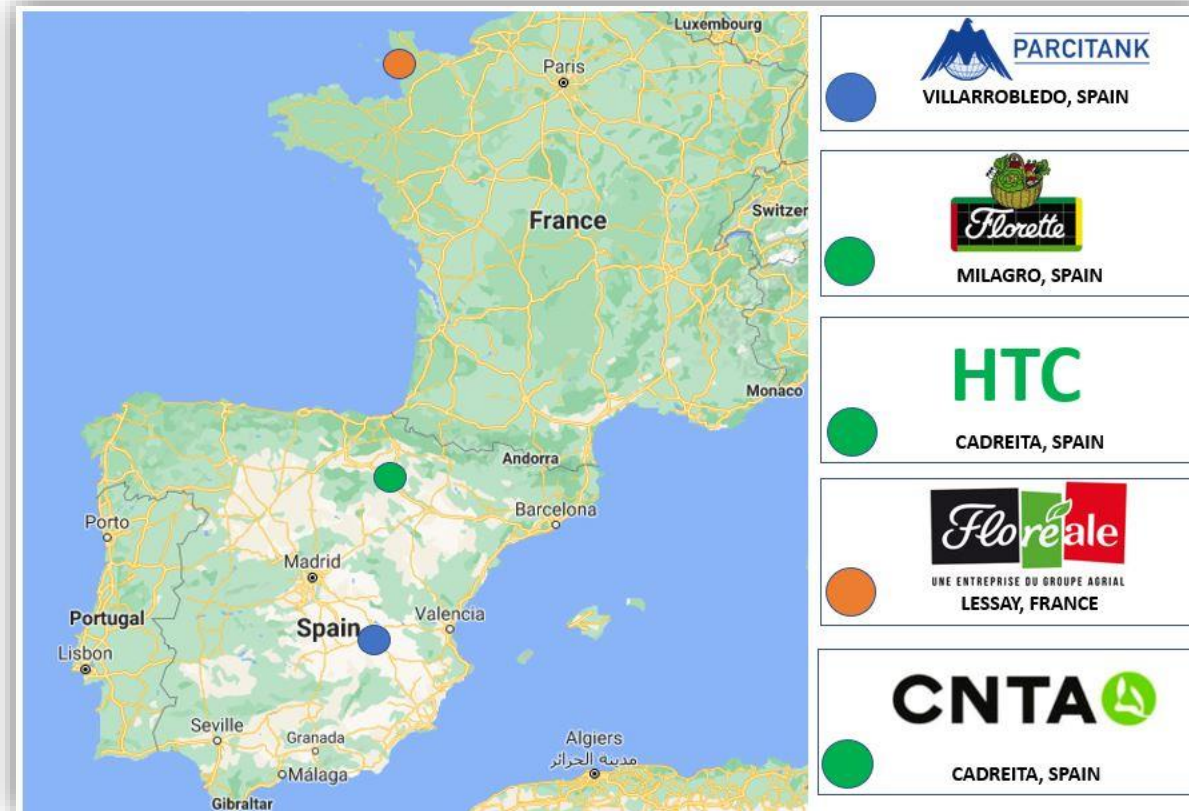 Luxembourg
Paris
France
Switzer
Monaco
Andorra
Barcelona
Porto
Madrid
Portugal
Spain
Valencia
Lisbon
Seville
Granada
Málaga
Algiers
مدينة الجزائر
Gibraltar
PARCITANK
VILLARROBLEDO, SPAIN
Florette
MILAGRO, SPAIN
HTC
CADREITA, SPAIN
Floréale
UNE ENTREPRISE DU GROUPE AGRIAL
LESSAY, FRANCE
CNTA
CADREITA, SPAIN